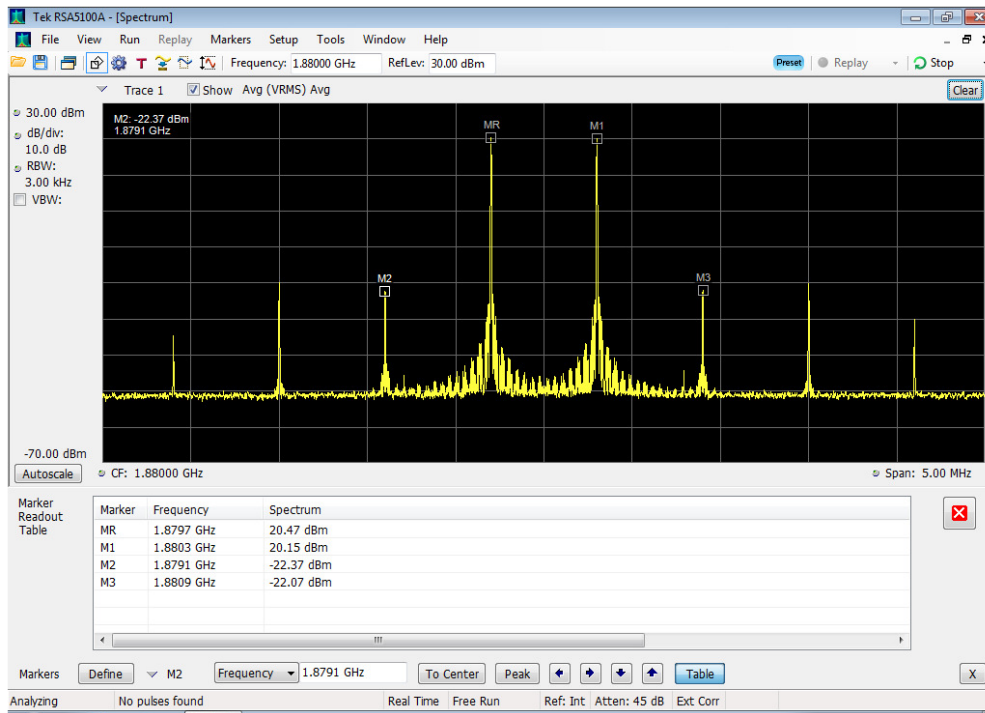 Tek RSA5100A - [Spectrum]
File View Run Replay Markers Setup Tools Window Help
T Frequency: 1.88000 GHz RefLev: 30.00 dBm Preset Replay Stop
Trace 1 Show Avg (VRMS) Avg Clear
30.00 dBm
dB/div:
10.0 dB
RBW:
3.00 kHz
VBW:
M2: -22.37 dBm
1.8791 GHz
MR
M1
M2
M3
-70.00 dBm
Autoscale CF: 1.88000 GHz Span: 5.00 MHz
Marker
Readout
Table
Marker Frequency Spectrum
MR 1.8797 GHz 20.47 dBm
M1 1.8803 GHz 20.15 dBm
M2 1.8791 GHz -22.37 dBm
M3 1.8809 GHz -22.07 dBm
Markers Define M2 Frequency 1.8791 GHz To Center Peak Table X
Analyzing No pulses found Real Time Free Run Ref: Int Atten: 45 dB Ext Corr